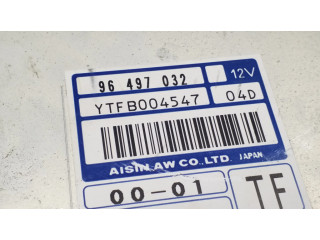 96 497 032 12V
YTFB004547 04D
AISIN AW CO., LTD. JAPAN
00-01 TF